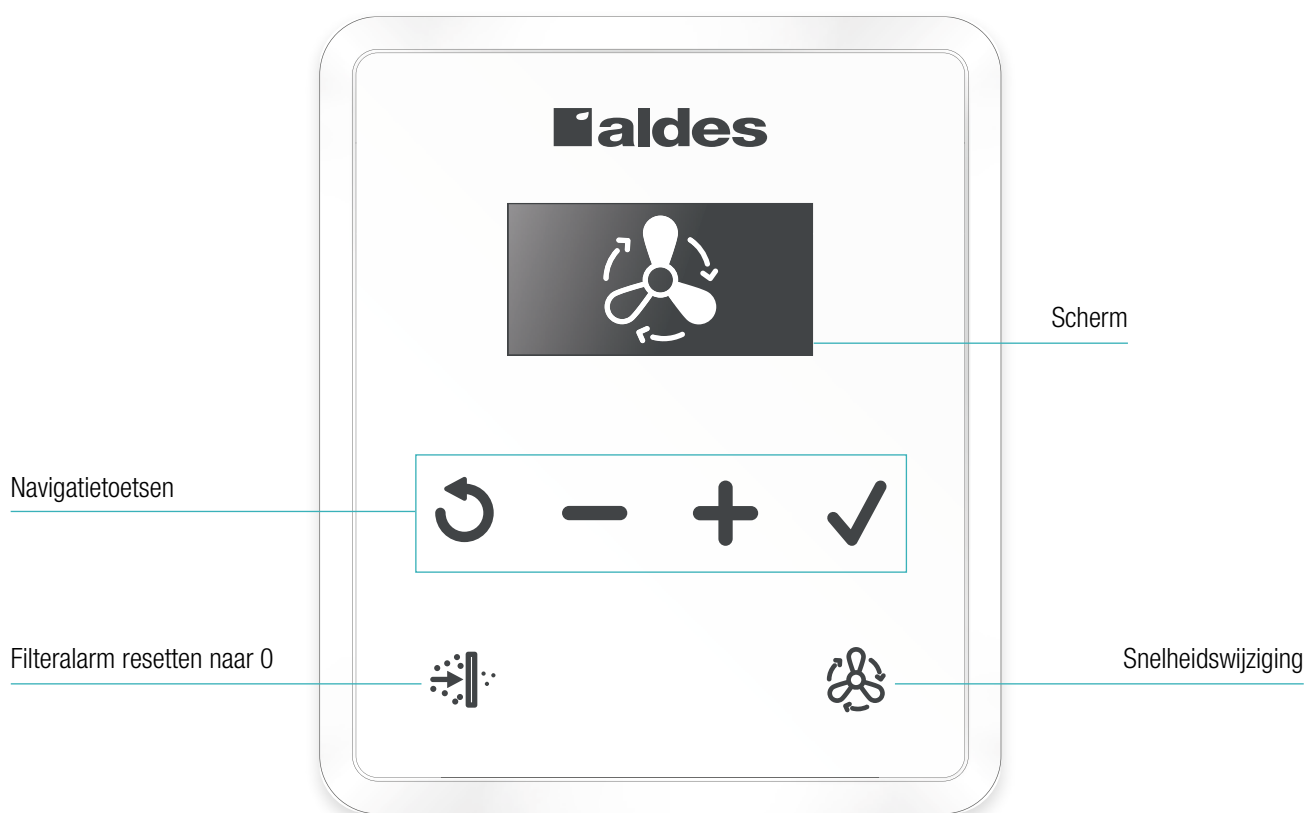 aldes
Scherm
Navigatietoetsen
Filteralarm resetten naar 0
Snelheidswijziging